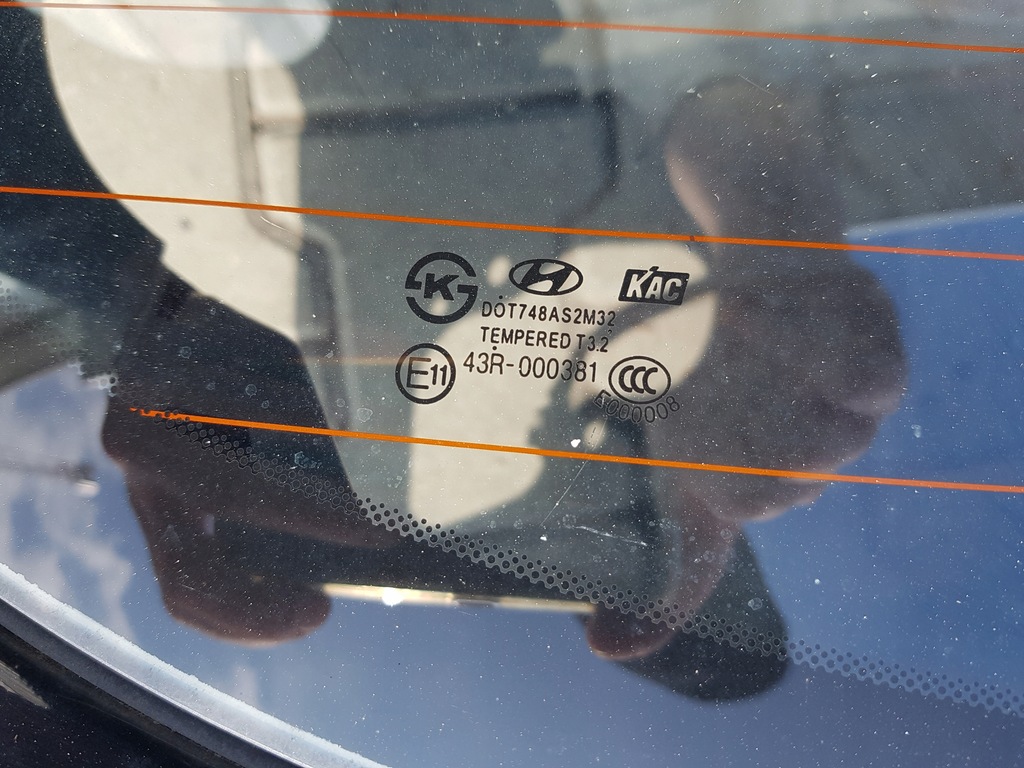 K KAC
DOT748AS2M32
TEMPERED T3.2
E11 43R-000381 CCC
E000008